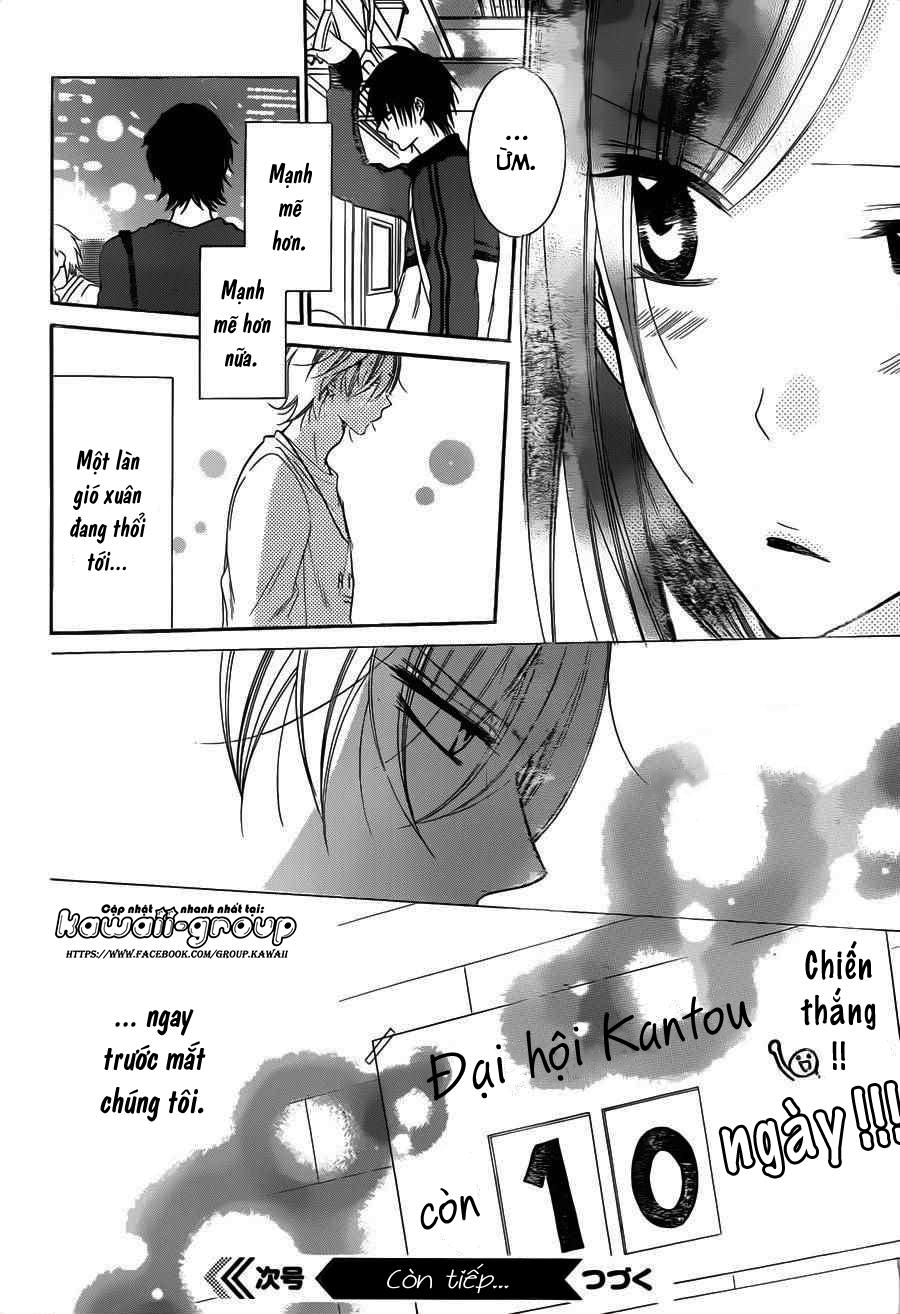 ...
ỪM.
Mạnh
mẽ
hơn.
Mạnh
mẽ hơn
nữa.
Một làn
gió xuân
đang thổi
tới...
Cập nhật nhanh nhất tại:
kawaii-group
HTTPS://WWW.FACEBOOK.COM/GROUP.KAWAII
... ngay
trước mắt
chúng tôi.
Đại hội Kantou
Chiến
thắng
!!
còn 10 ngày!!!
次号 Còn tiếp... つづく